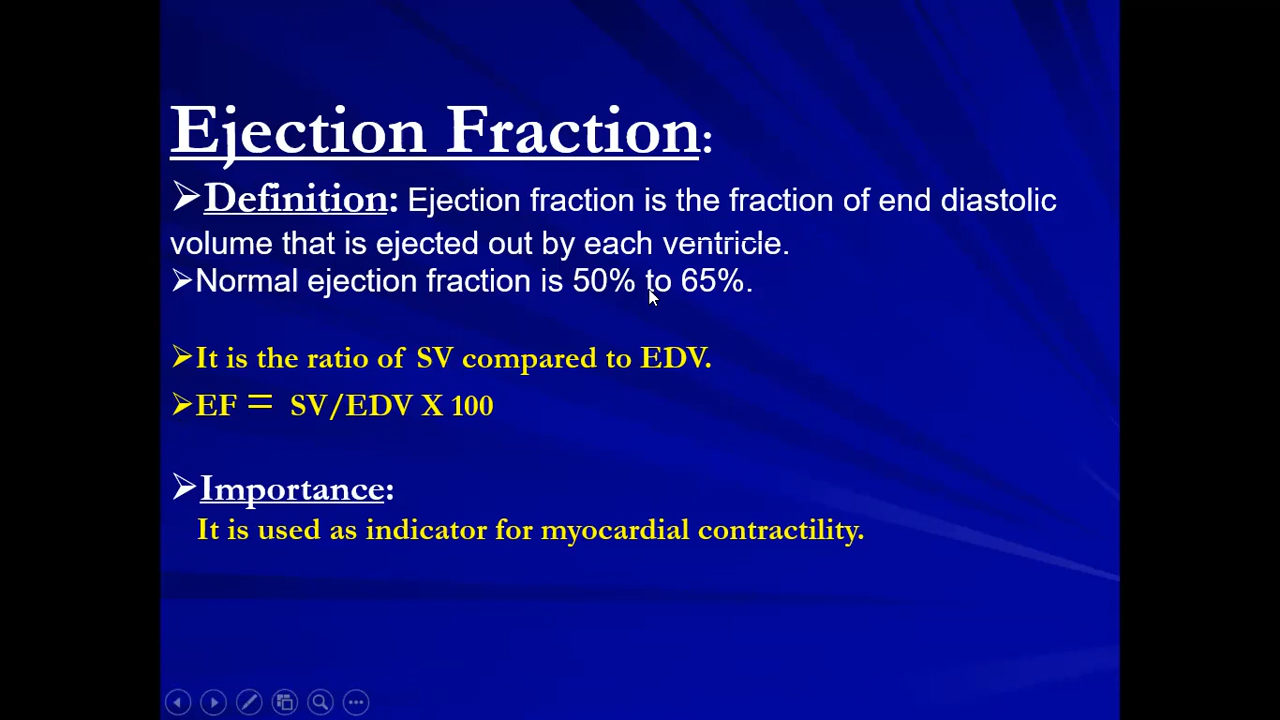 Ejection Fraction:
➢Definition: Ejection fraction is the fraction of end diastolic
volume that is ejected out by each ventricle.
➢Normal ejection fraction is 50% to 65%.
➢It is the ratio of SV compared to EDV.
➢EF = SV/EDV X 100
➢Importance:
It is used as indicator for myocardial contractility.